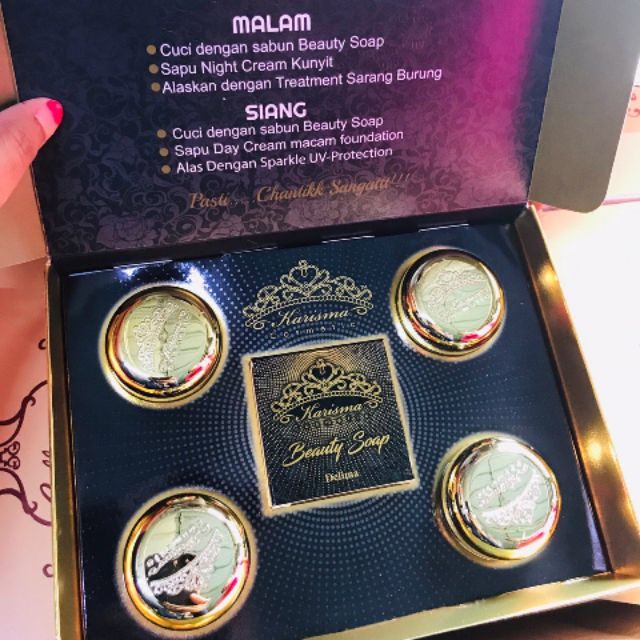 MALAM
Cuci dengan sabun Beauty Soap
Sapu Night Cream Kunyit
Alaskan dengan Treatment Sarang Burung
SIANG
Cuci dengan sabun Beauty Soap
Sapu Day Cream macam foundation
Alas Dengan Sparkle UV-Protection
Pasti.... Chantikk Sangatt!!!
Karisma
COSMETIC
Karisma
Beauty Soap
Delima